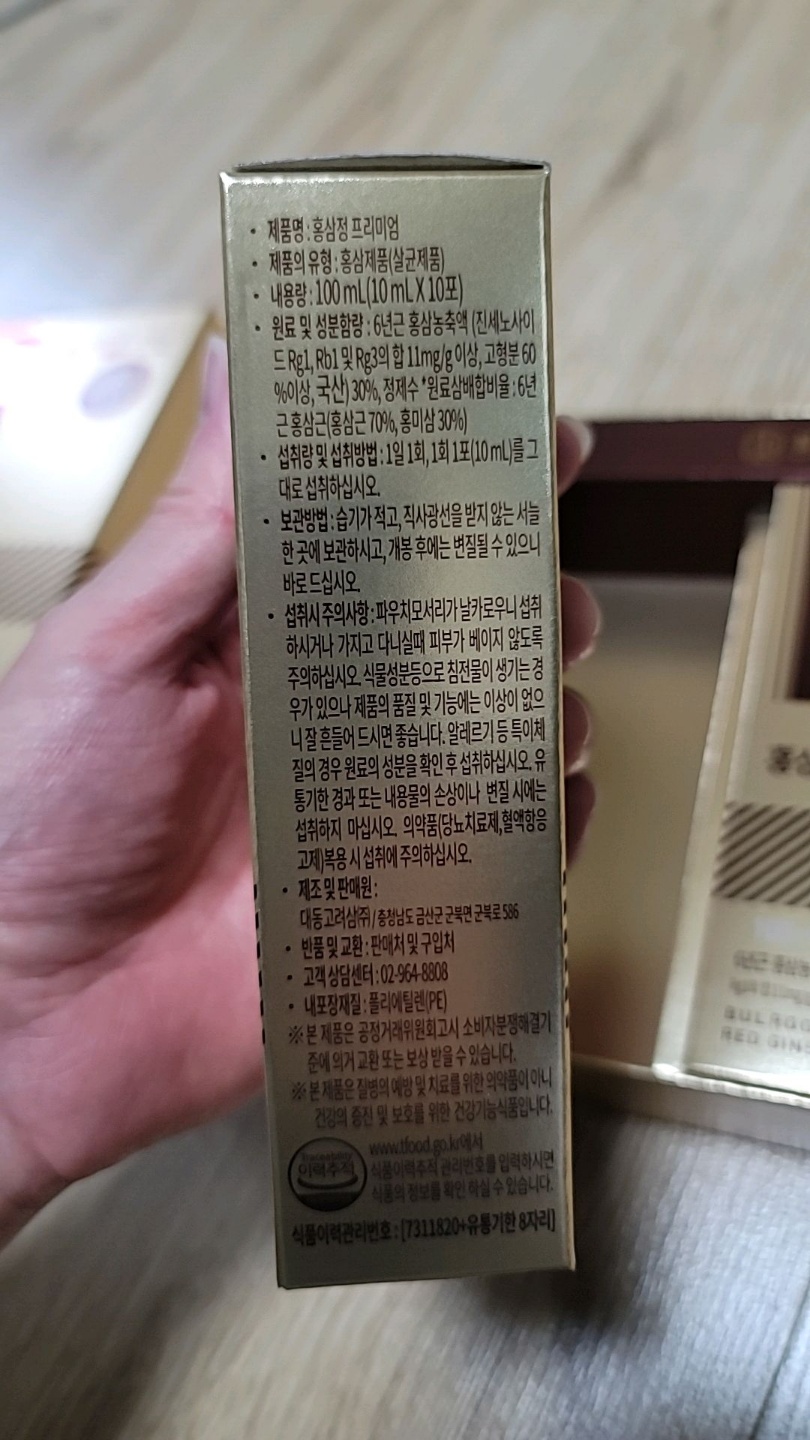 • 제품명 : 홍삼정 프리미엄
• 제품의 유형 : 홍삼제품(살균제품)
• 내용량 : 100 mL(10 mL X 10포)
• 원료 및 성분함량 : 6년근 홍삼농축액 (진세노사이
드 Rg1, Rb1 및 Rg3의 합 11mg/g 이상, 고형분 60
%이상, 국산) 30%, 정제수 *원료삼배합비율 : 6년
근 홍삼근(홍삼근 70%, 홍미삼 30%)
• 섭취량 및 섭취방법 : 1일 1회, 1회 1포(10 mL)를 그
대로 섭취하십시오.
• 보관방법 : 습기가 적고, 직사광선을 받지 않는 서늘
한 곳에 보관하시고, 개봉 후에는 변질될 수 있으니
바로 드십시오.
• 섭취시 주의사항 : 파우치모서리가 날카로우니 섭취
하시거나 가지고 다니실때 피부가 베이지 않도록
주의하십시오. 식물성분등으로 침전물이 생기는 경
우가 있으나 제품의 품질 및 기능에는 이상이 없으
니 잘 흔들어 드시면 좋습니다. 알레르기 등 특이체
질의 경우 원료의 성분을 확인 후 섭취하십시오. 유
통기한 경과 또는 내용물의 손상이나 변질 시에는
섭취하지 마십시오. 의약품(당뇨치료제,혈액항응
고제)복용 시 섭취에 주의하십시오.
• 제조 및 판매원 :
대동고려삼㈜ / 충청남도 금산군 군북면 군북로 586
• 반품 및 교환 : 판매처 및 구입처
• 고객 상담센터 : 02-964-8808
• 내포장재질 : 폴리에틸렌(PE)
※ 본 제품은 공정거래위원회고시 소비자분쟁해결기
준에 의거 교환 또는 보상 받을 수 있습니다.
※ 본 제품은 질병의 예방 및 치료를 위한 의약품이 아니
건강의 증진 및 보호를 위한 건강기능식품입니다.
Traceability
이력추적
www.tfood.go.kr에서
식품이력추적 관리번호를 입력하시면
식품의 정보를 확인 하실 수 있습니다.
식품이력관리번호 : [7311820+유통기한 8자리]
RED GIN